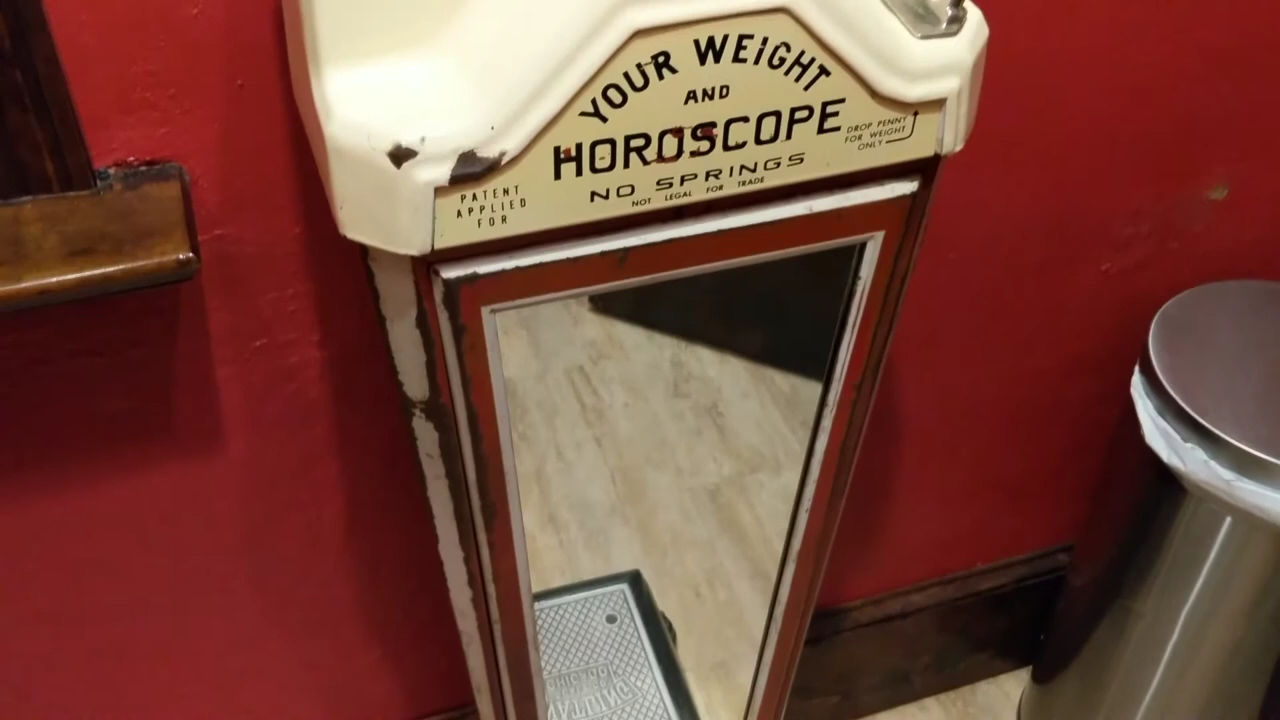 YOUR WEIGHT
AND
HOROSCOPE
NO SPRINGS
NOT LEGAL FOR TRADE
PATENT
APPLIED
FOR
DROP PENNY
FOR WEIGHT
ONLY